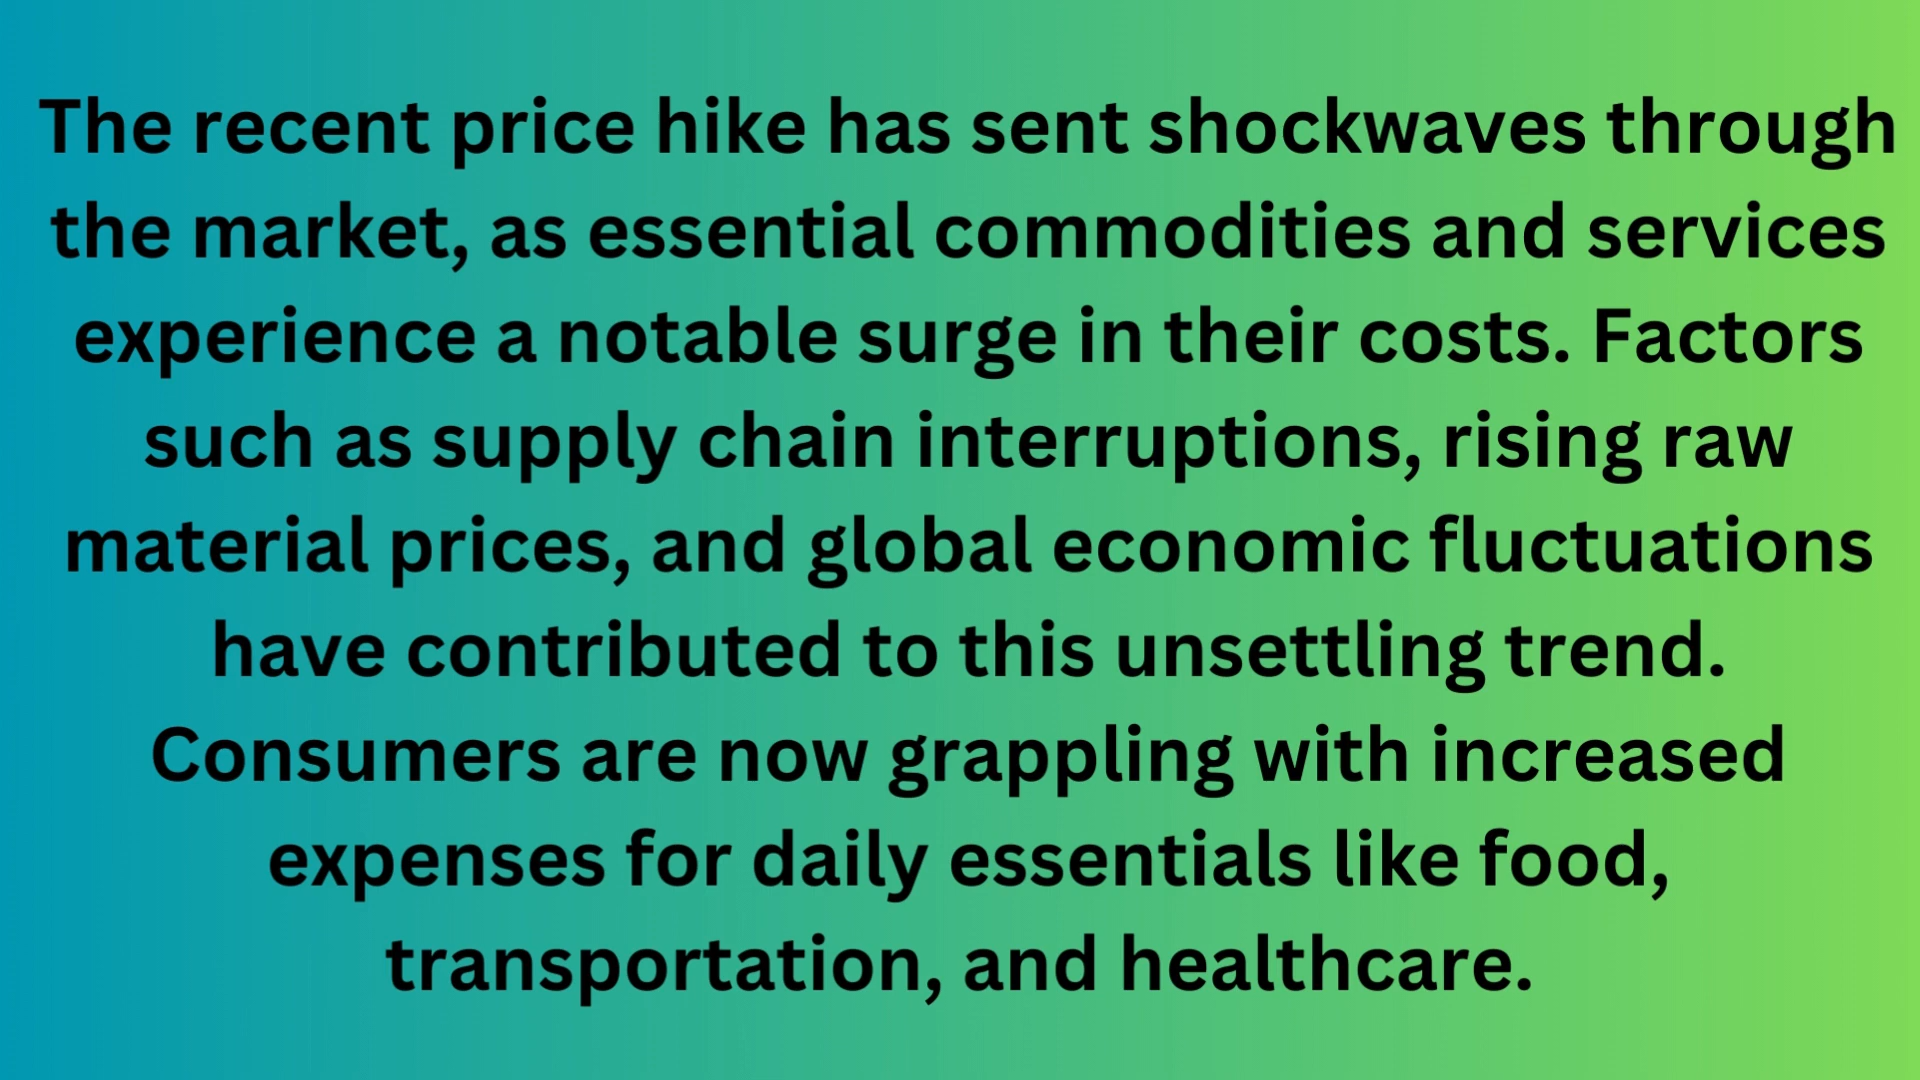 The recent price hike has sent shockwaves through
the market, as essential commodities and services
experience a notable surge in their costs. Factors
such as supply chain interruptions, rising raw
material prices, and global economic fluctuations
have contributed to this unsettling trend.
Consumers are now grappling with increased
expenses for daily essentials like food,
transportation, and healthcare.